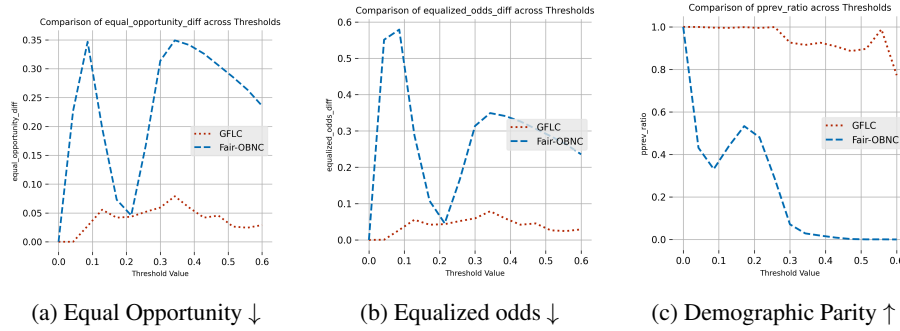 Comparison of equal_opportunity_diff across Thresholds
equal_opportunity_diff
0.35
0.30
0.25
0.20
0.15
0.10
0.05
0.00
GFLC
Fair-OBNC
0.0 0.1 0.2 0.3 0.4 0.5 0.6
Threshold Value
(a) Equal Opportunity ↓
Comparison of equalized_odds_diff across Thresholds
equalized_odds_diff
0.6
0.5
0.4
0.3
0.2
0.1
0.0
GFLC
Fair-OBNC
0.0 0.1 0.2 0.3 0.4 0.5 0.6
Threshold Value
(b) Equalized odds ↓
Comparison of pprev_ratio across Thresholds
pprev_ratio
1.0
0.8
0.6
0.4
0.2
0.0
GFLC
Fair-OBNC
0.0 0.1 0.2 0.3 0.4 0.5 0.6
Threshold Value
(c) Demographic Parity ↑